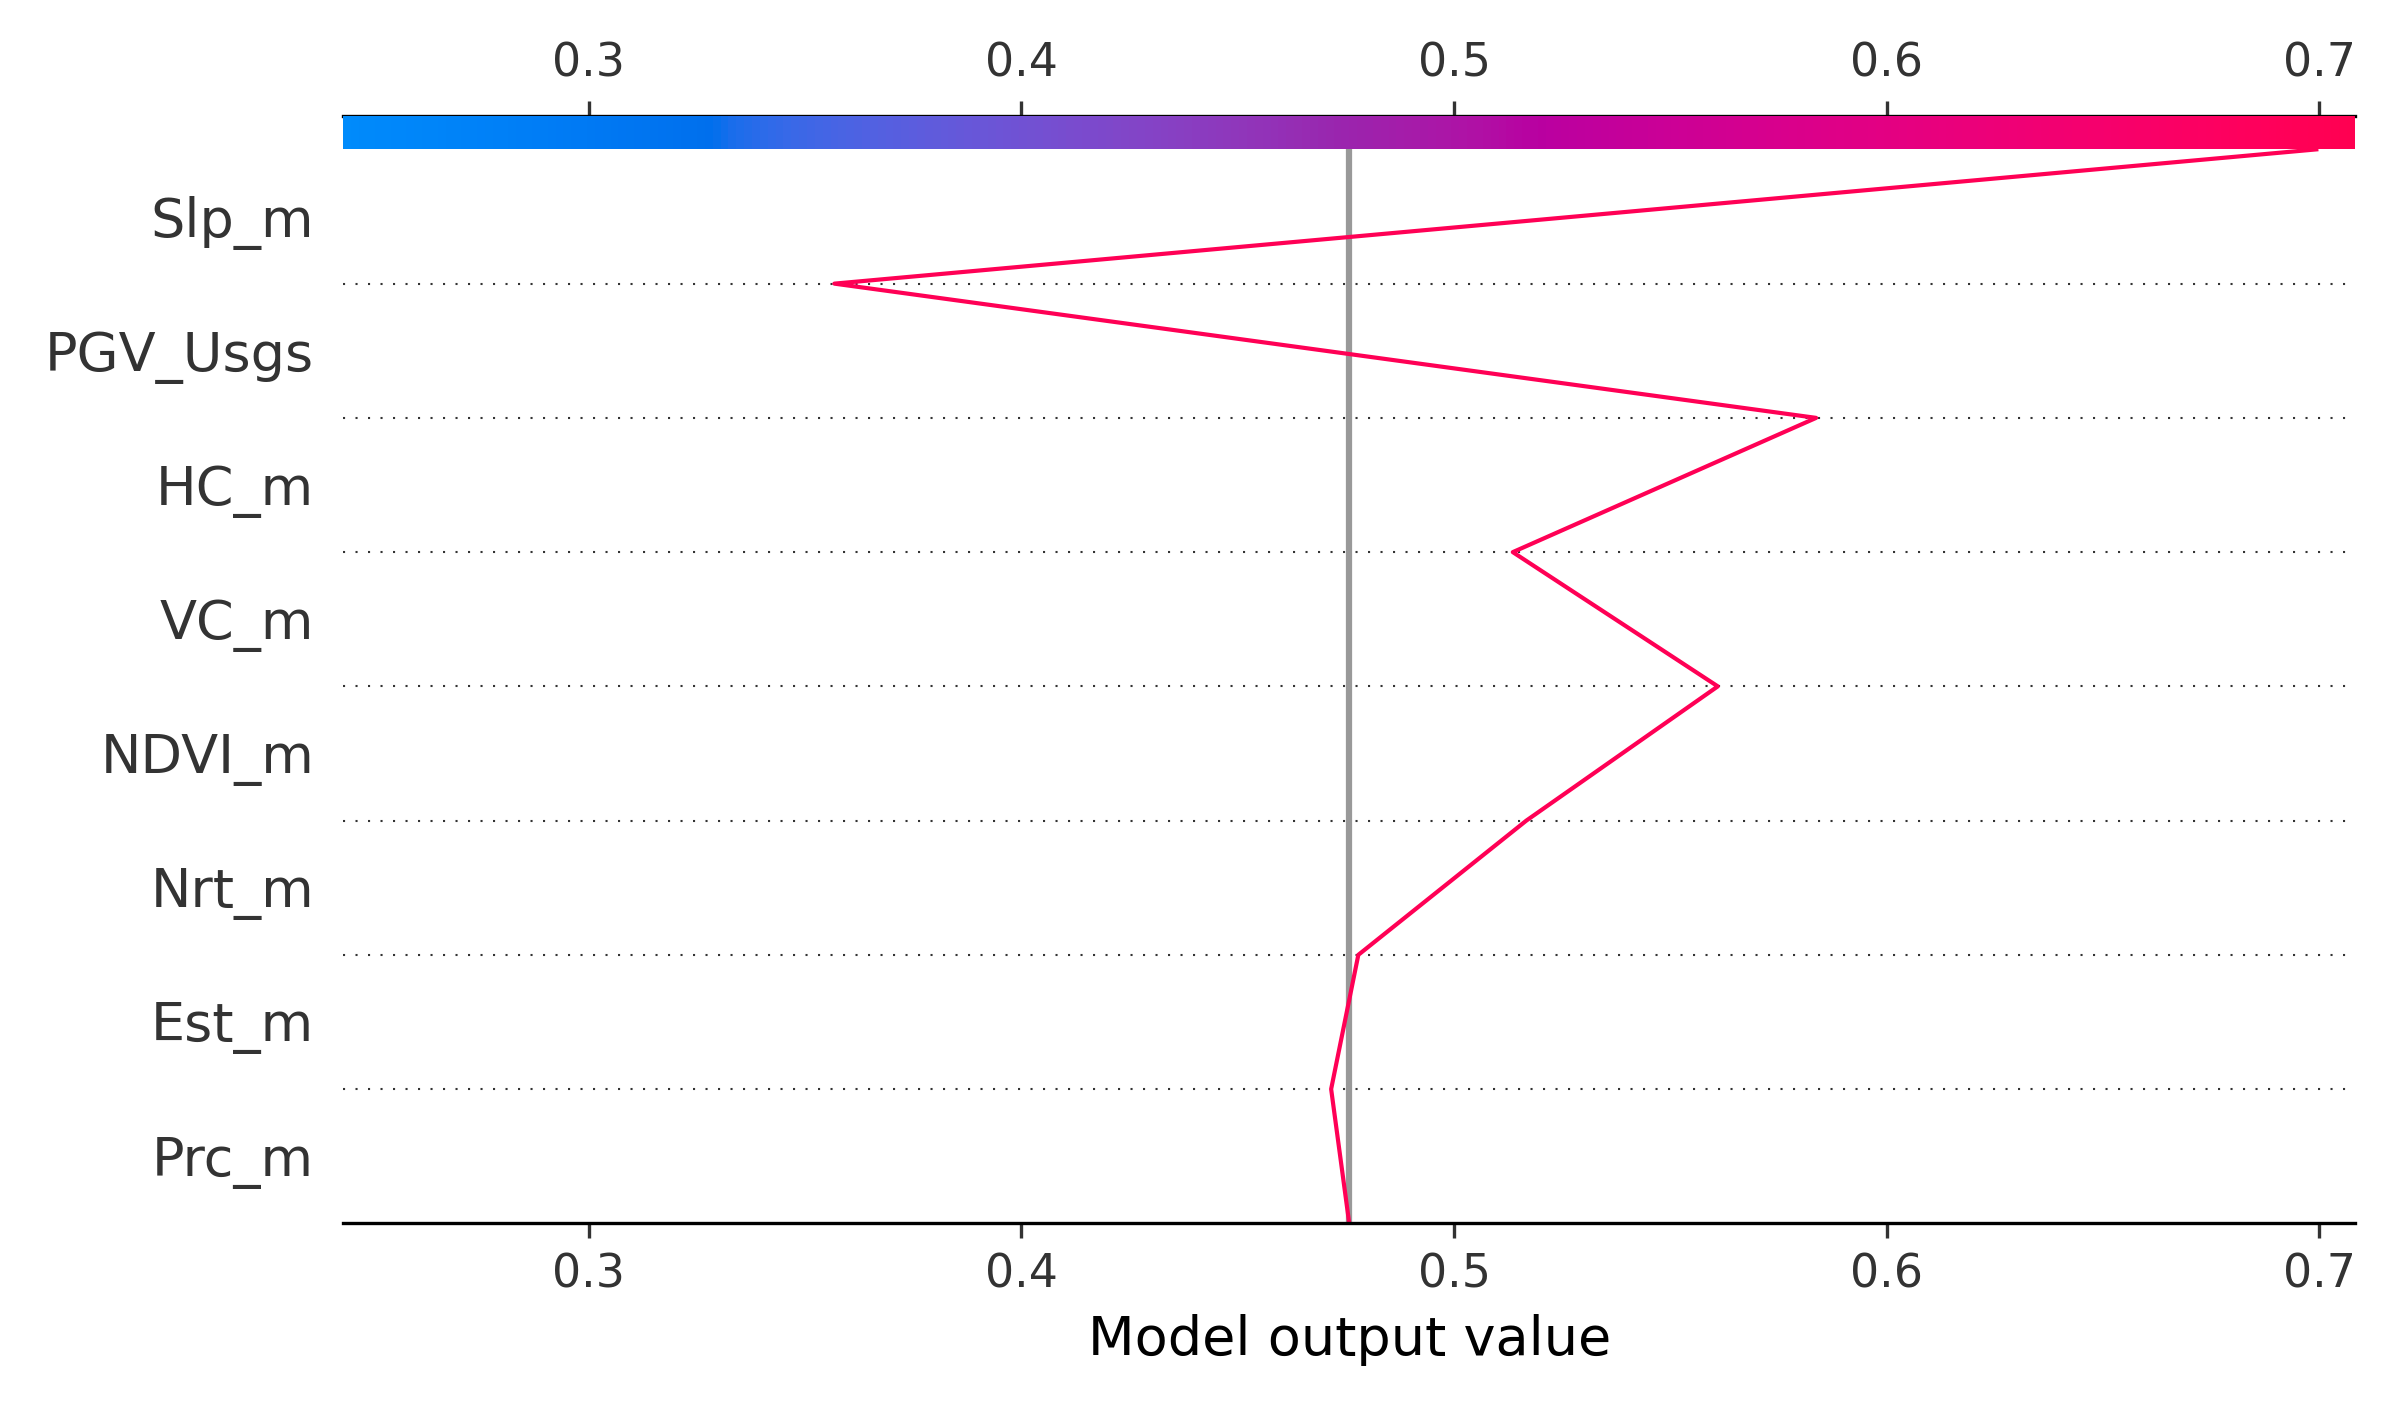 0.3 0.4 0.5 0.6 0.7
Slp_m
PGV_Usgs
HC_m
VC_m
NDVI_m
Nrt_m
Est_m
Prc_m
0.3 0.4 0.5 0.6 0.7
Model output value